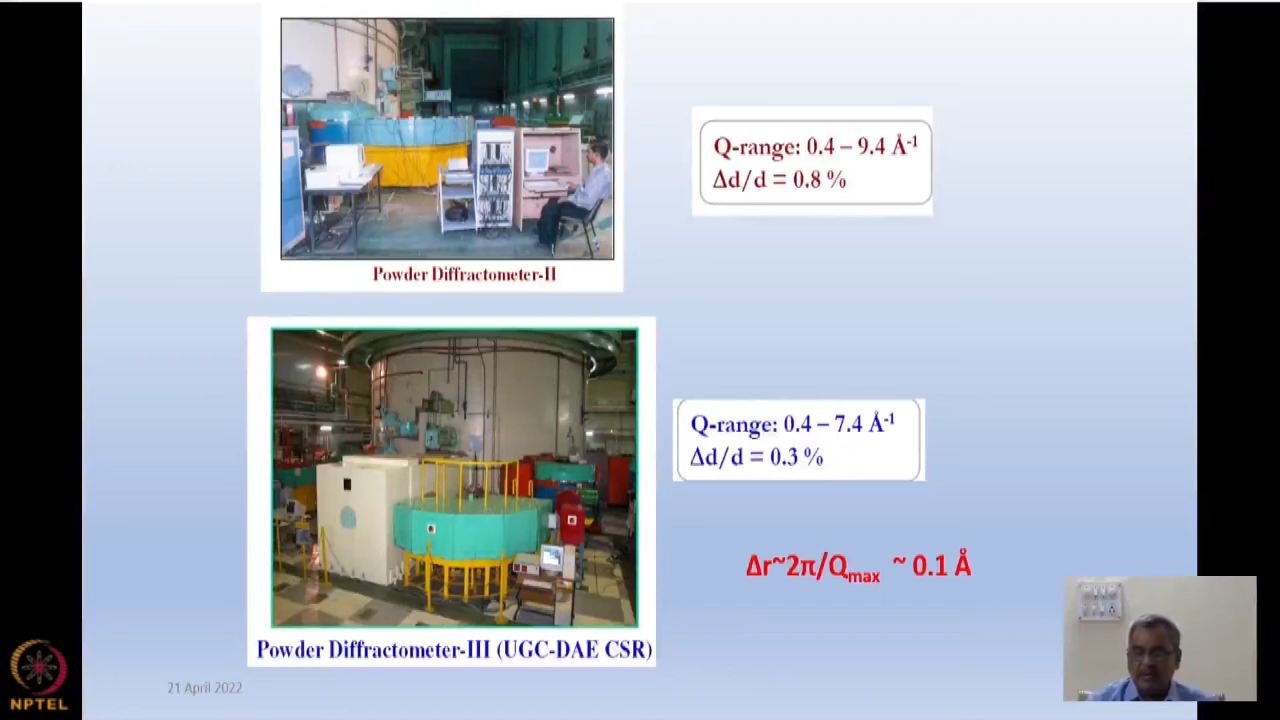 Q-range: 0.4 – 9.4 Å-1
Δd/d = 0.8 %
Powder Diffractometer-II
Q-range: 0.4 – 7.4 Å-1
Δd/d = 0.3 %
Δr~2π/Qmax ~ 0.1 Å
Powder Diffractometer-III (UGC-DAE CSR)
21 April 2022
NPTEL